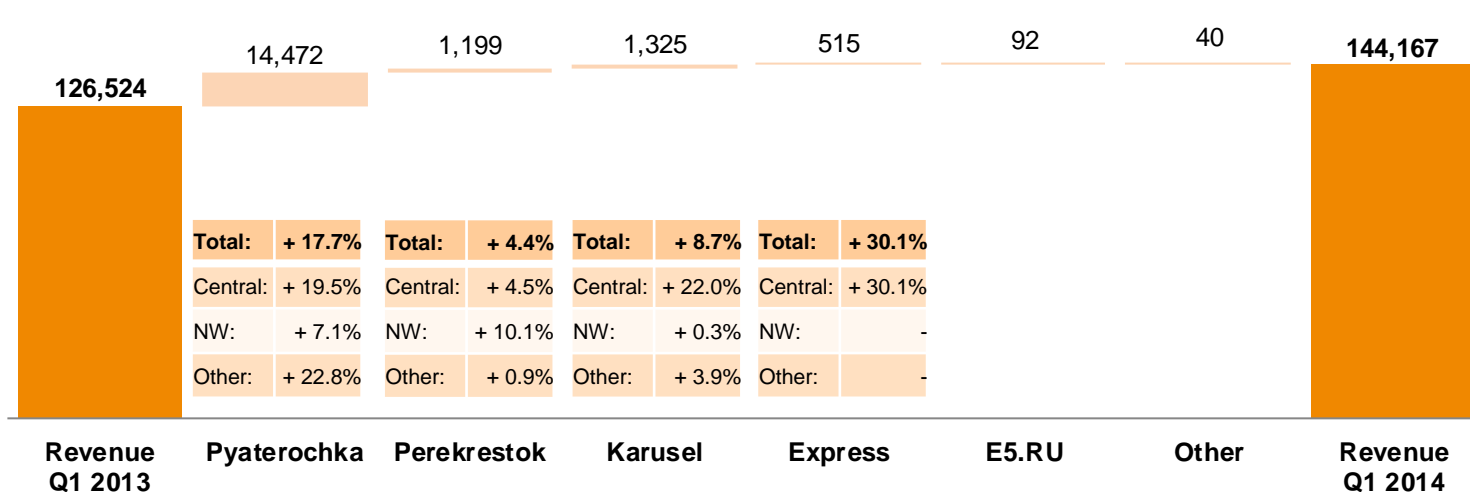 126,524
14,472
1,199
1,325
515
92
40
144,167
Total: + 17.7% Total: + 4.4% Total: + 8.7% Total: + 30.1%
Central: + 19.5% Central: + 4.5% Central: + 22.0% Central: + 30.1%
NW: + 7.1% NW: + 10.1% NW: + 0.3% NW: -
Other: + 22.8% Other: + 0.9% Other: + 3.9% Other: -
Revenue Pyaterochka Perekrestok Karusel Express E5.RU Other Revenue
Q1 2013 Q1 2014